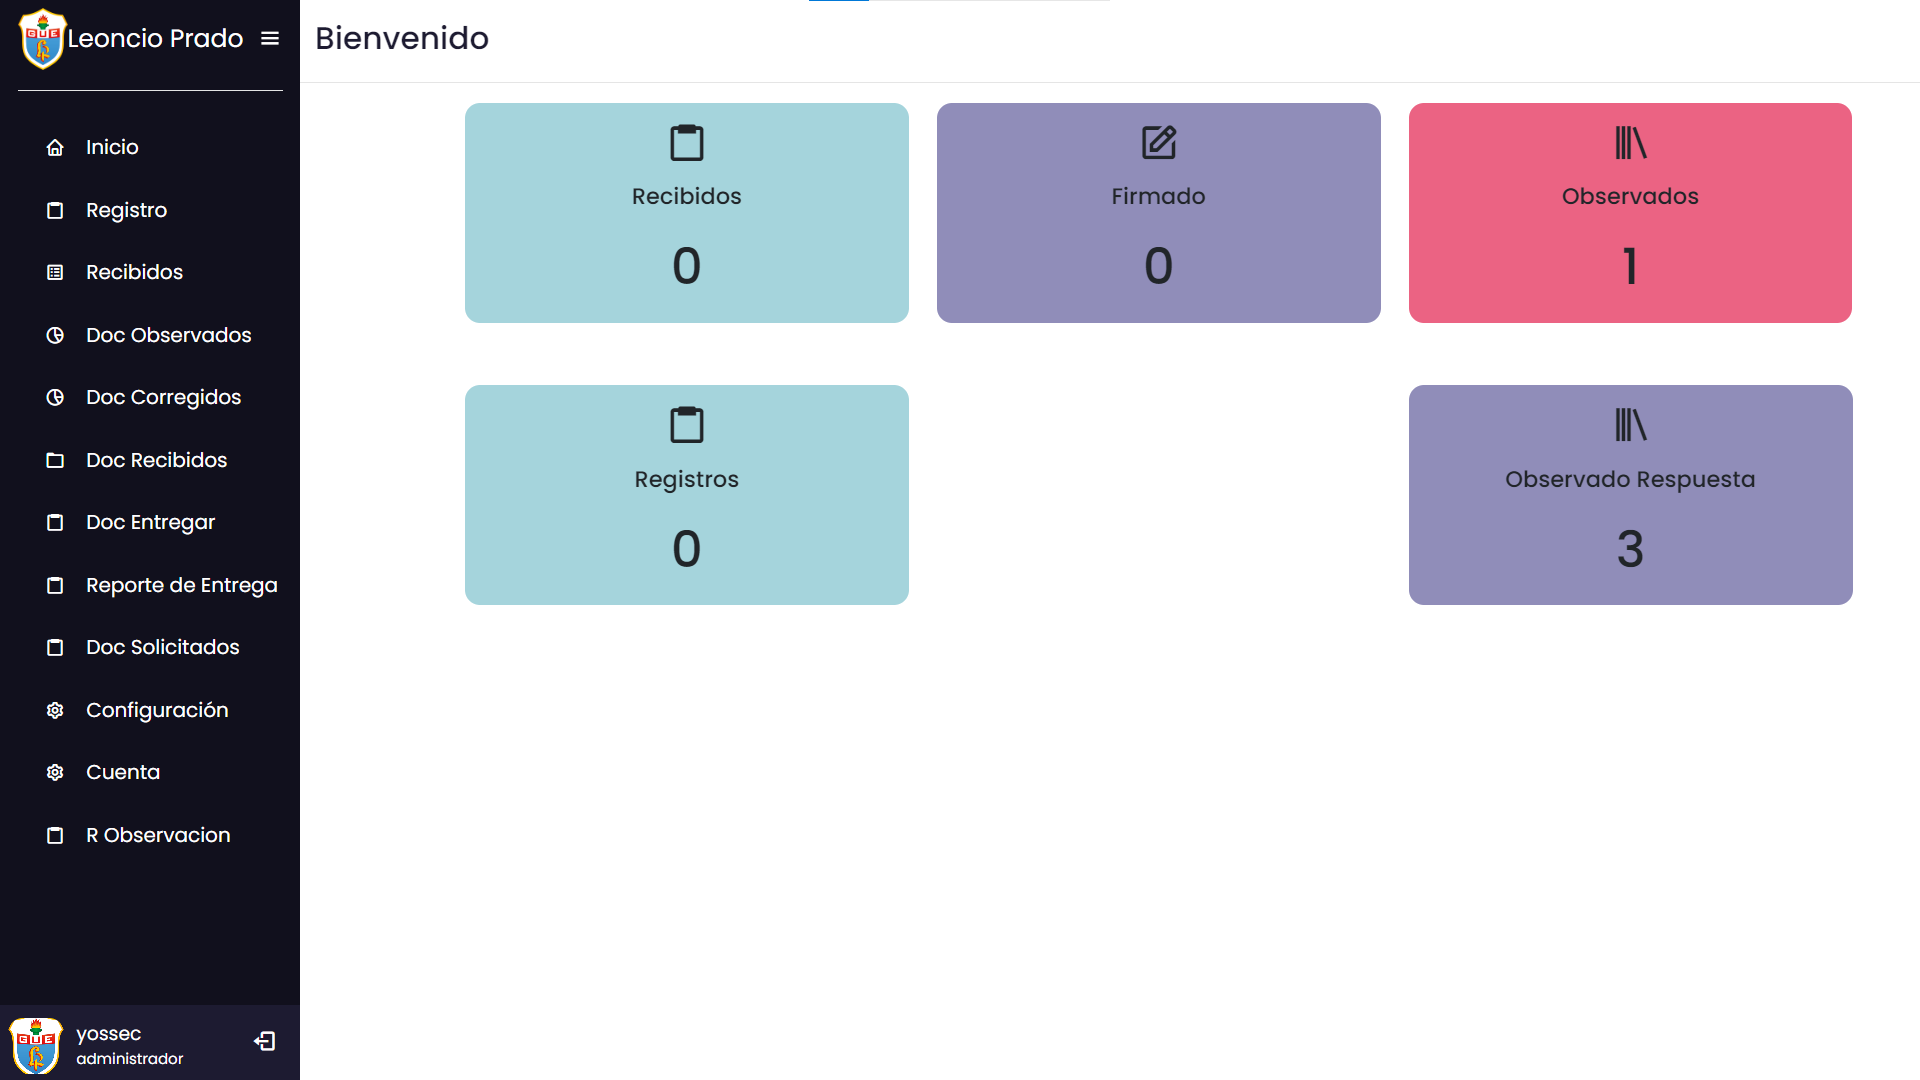 Leoncio Prado
Inicio
Registro
Recibidos
Doc Observados
Doc Corregidos
Doc Recibidos
Doc Entregar
Reporte de Entrega
Doc Solicitados
Configuración
Cuenta
R Observacion
GUE
yossec
administrador
Bienvenido
Recibidos
0
Firmado
0
Observados
1
Registros
0
Observado Respuesta
3